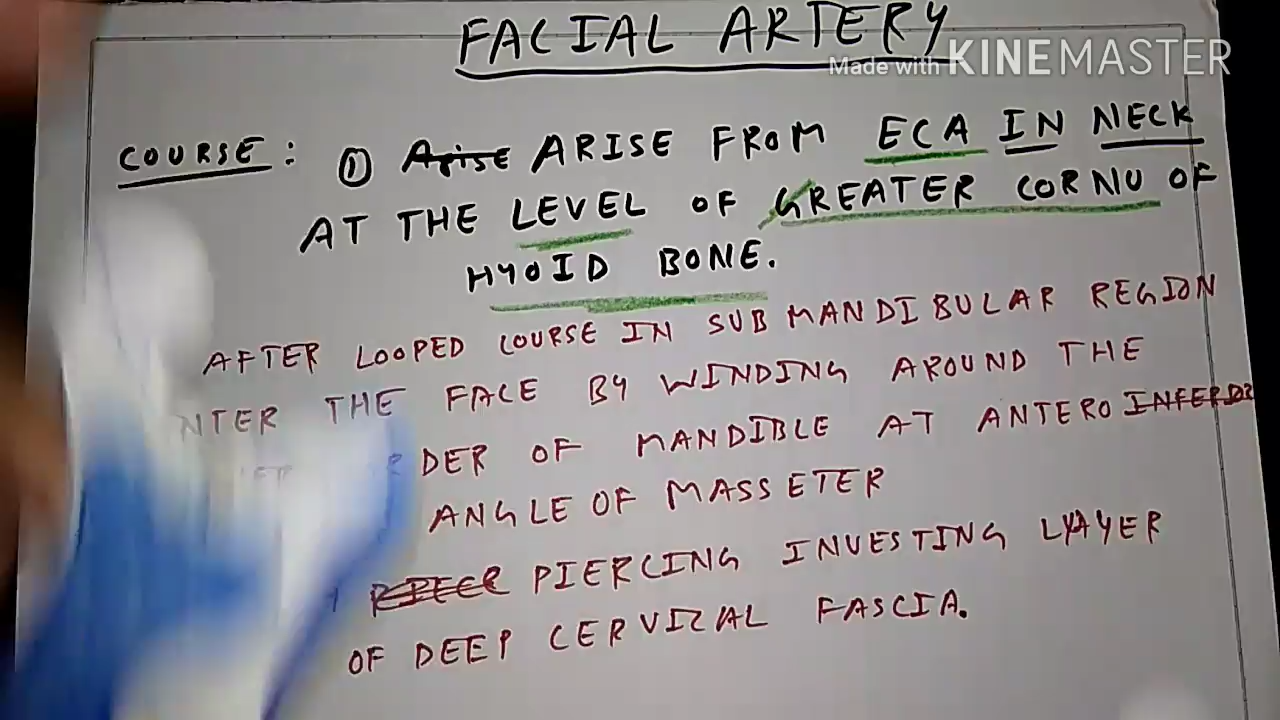 FACIAL ARTERY
Made with KINEMASTER
COURSE: ① Arise ARISE FROM ECA IN NECK
AT THE LEVEL OF GREATER CORNU OF
HYOID BONE.
AFTER LOOPED COURSE IN SUBMANDIBULAR REGION
NTER THE FACE BY WINDING AROUND THE
DER OF MANDIBLE AT ANTERO INFERIOR
ANGLE OF MASSETER
PIERCING INVESTING LYAYER
OF DEEP CERVICAL FASCIA.